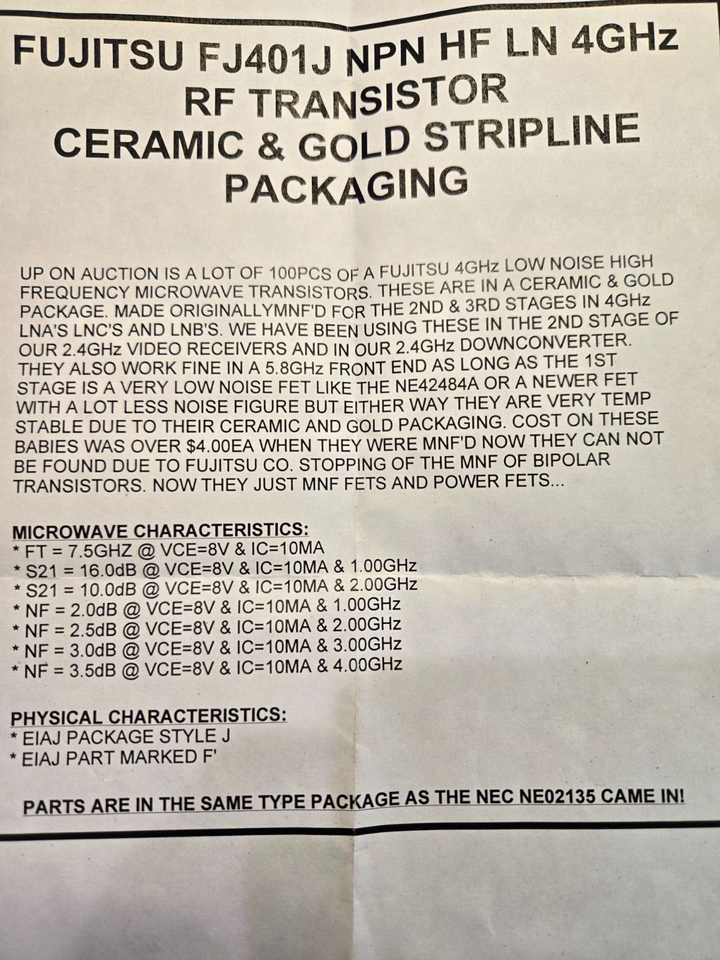 FUJITSU FJ401J NPN HF LN 4GHz
RF TRANSISTOR
CERAMIC & GOLD STRIPLINE
PACKAGING
UP ON AUCTION IS A LOT OF 100PCS OF A FUJITSU 4GHz LOW NOISE HIGH
FREQUENCY MICROWAVE TRANSISTORS. THESE ARE IN A CERAMIC & GOLD
PACKAGE. MADE ORIGINALLYMNF'D FOR THE 2ND & 3RD STAGES IN 4GHz
LNA'S LNC'S AND LNB'S. WE HAVE BEEN USING THESE IN THE 2ND STAGE OF
OUR 2.4GHz VIDEO RECEIVERS AND IN OUR 2.4GHz DOWNCONVERTER.
THEY ALSO WORK FINE IN A 5.8GHz FRONT END AS LONG AS THE 1ST
STAGE IS A VERY LOW NOISE FET LIKE THE NE42484A OR A NEWER FET
WITH A LOT LESS NOISE FIGURE BUT EITHER WAY THEY ARE VERY TEMP
STABLE DUE TO THEIR CERAMIC AND GOLD PACKAGING. COST ON THESE
BABIES WAS OVER $4.00EA WHEN THEY WERE MNF'D NOW THEY CAN NOT
BE FOUND DUE TO FUJITSU CO. STOPPING OF THE MNF OF BIPOLAR
TRANSISTORS. NOW THEY JUST MNF FETS AND POWER FETS...
MICROWAVE CHARACTERISTICS:
* FT = 7.5GHZ @ VCE=8V & IC=10MA
* S21 = 16.0dB @ VCE=8V & IC=10MA & 1.00GHz
* S21 = 10.0dB @ VCE=8V & IC=10MA & 2.00GHz
* NF = 2.0dB @ VCE=8V & IC=10MA & 1.00GHz
* NF = 2.5dB @ VCE=8V & IC=10MA & 2.00GHz
* NF = 3.0dB @ VCE=8V & IC=10MA & 3.00GHz
* NF = 3.5dB @ VCE=8V & IC=10MA & 4.00GHz
PHYSICAL CHARACTERISTICS:
* EIAJ PACKAGE STYLE J
* EIAJ PART MARKED F'
PARTS ARE IN THE SAME TYPE PACKAGE AS THE NEC NE02135 CAME IN!